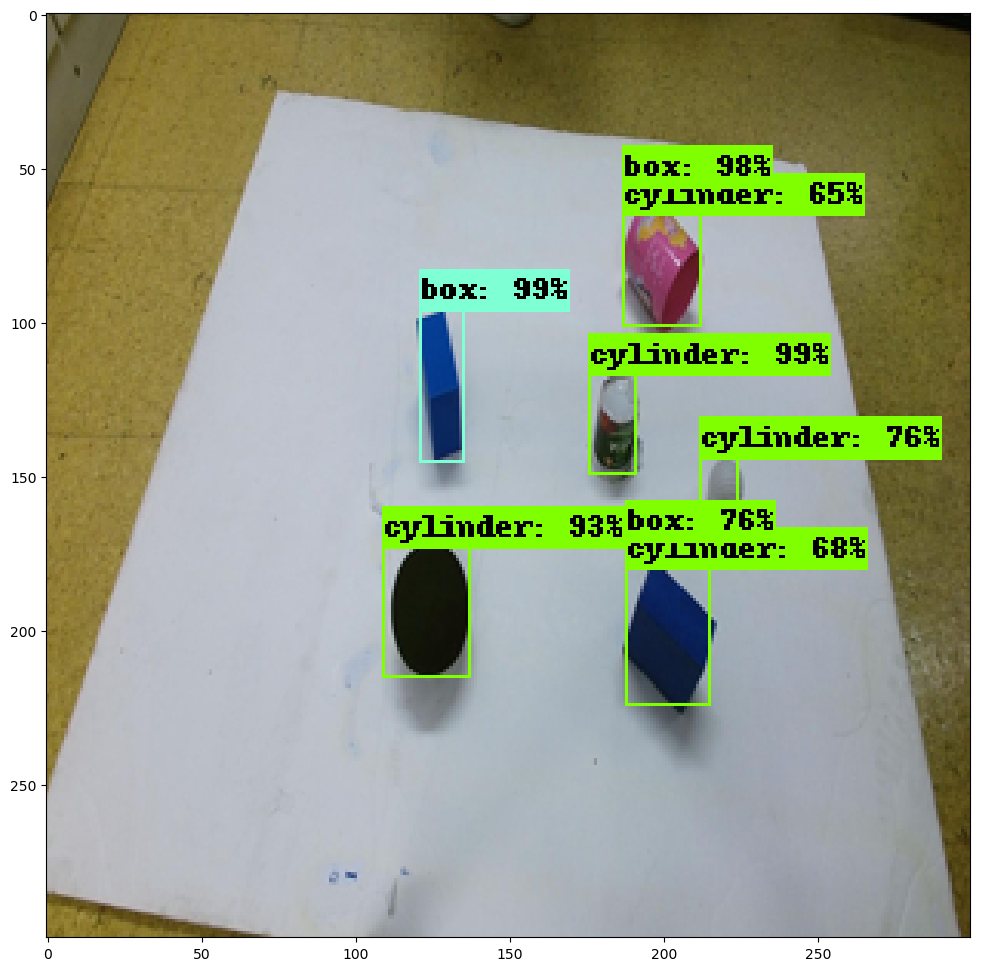 0
50
box: 98%
cylinder: 65%
box: 99%
100
cylinder: 99%
cylinder: 76%
150
box: 76%
cylinder: 93%
cylinder: 68%
200
250
0 50 100 150 200 250